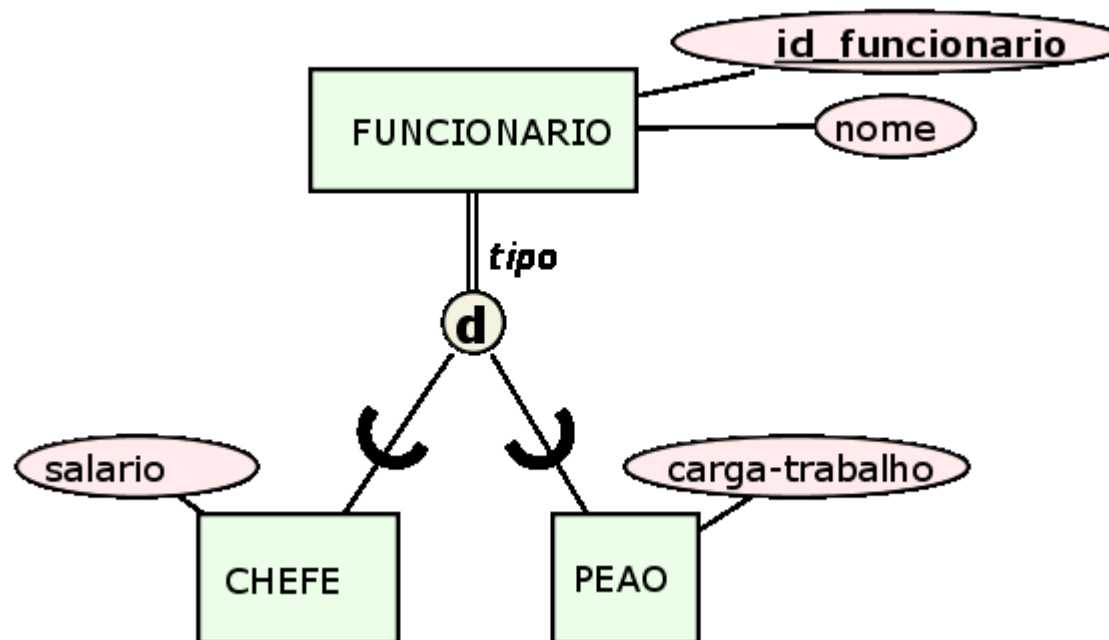 id_funcionario
FUNCIONARIO
nome
tipo
d
salario
carga-trabalho
CHEFE
PEAO